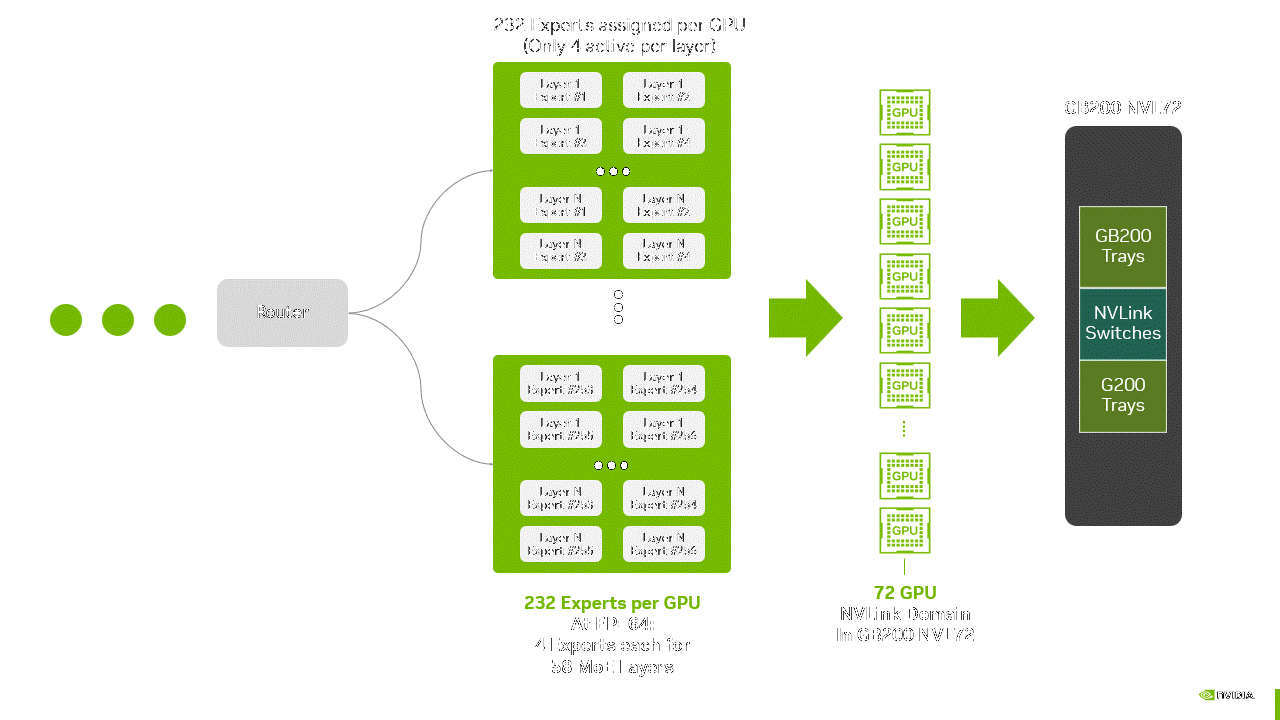 232 Experts assigned per GPU
(Only 4 active per layer)
Layer 1
Expert #1
Layer 1
Expert #2
Layer 1
Expert #3
Layer 1
Expert #4
Layer N
Expert #1
Layer N
Expert #2
Layer N
Expert #3
Layer N
Expert #4
Router
Layer 1
Expert #253
Layer 1
Expert #254
Layer 1
Expert #255
Layer 1
Expert #256
Layer N
Expert #253
Layer N
Expert #254
Layer N
Expert #255
Layer N
Expert #256
232 Experts per GPU
At EP 64:
4 Experts each for
58 MoE Layers
GPU
GPU
GPU
GPU
GPU
GPU
GPU
GPU
72 GPU
NVLink Domain
In GB200 NVL72
GB200 NVL72
GB200
Trays
NVLink
Switches
G200
Trays
NVIDIA.